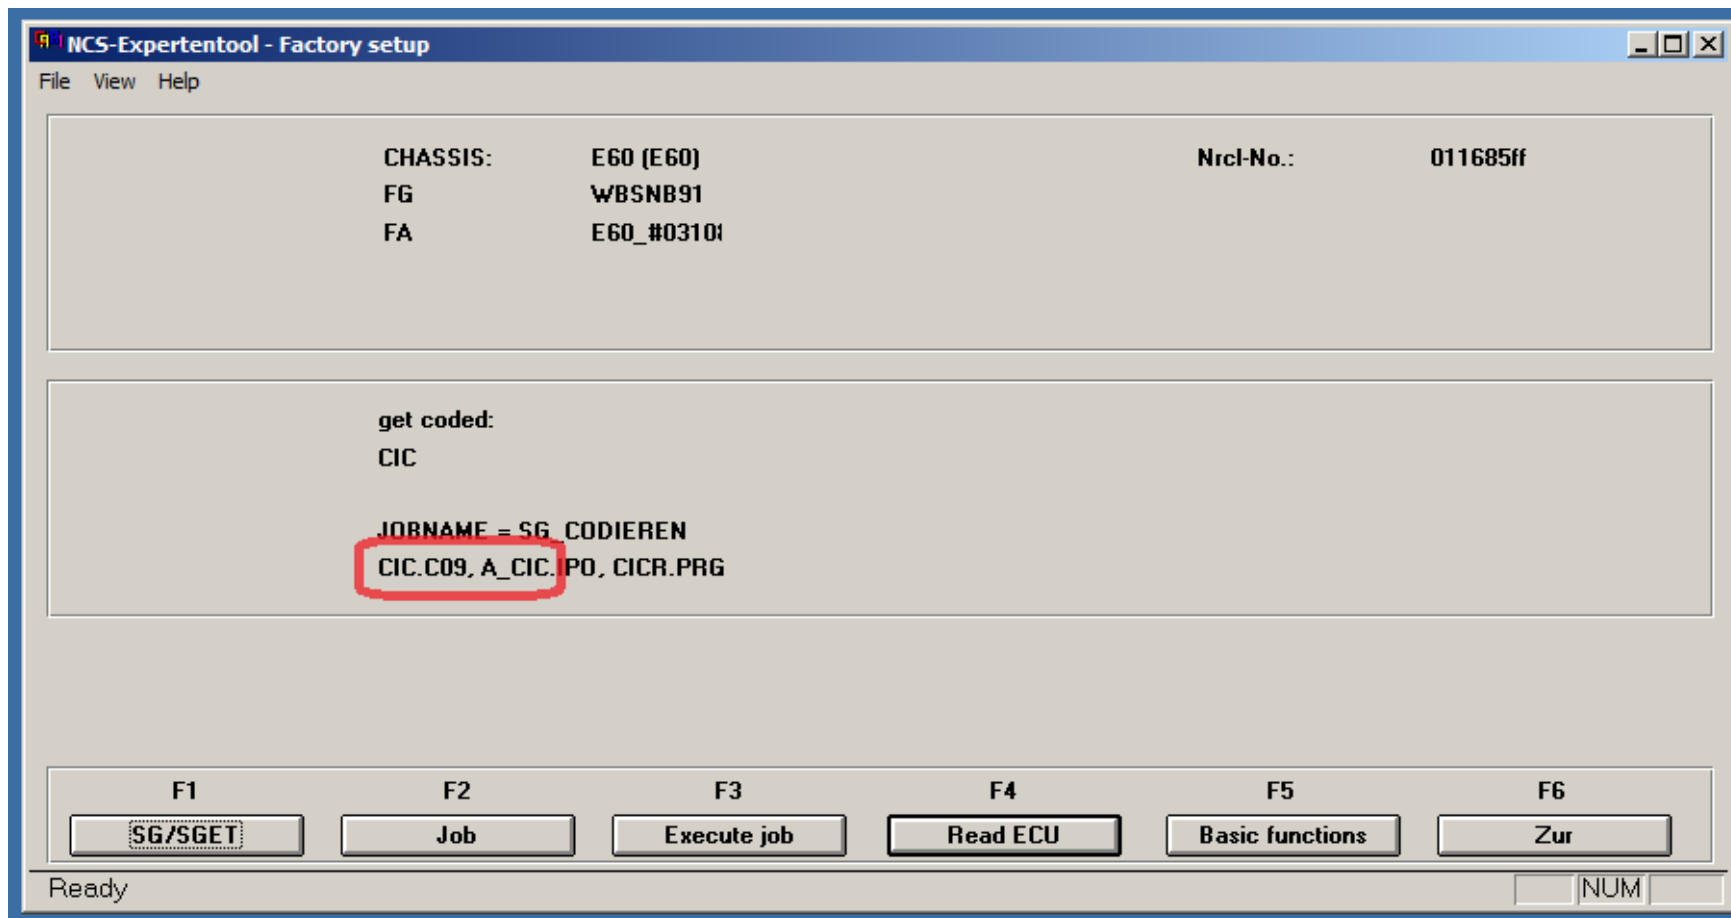 NCS-Expertentool - Factory setup
File View Help
CHASSIS: E60 (E60) Nrcl-No.: 011685ff
FG WBSNB91
FA E60_#0310
get coded:
CIC
JOBNAME = SG_CODIEREN
CIC.C09, A_CIC.IPO, CICR.PRG
F1 F2 F3 F4 F5 F6
SG/SGET Job Execute job Read ECU Basic functions Zur
Ready NUM